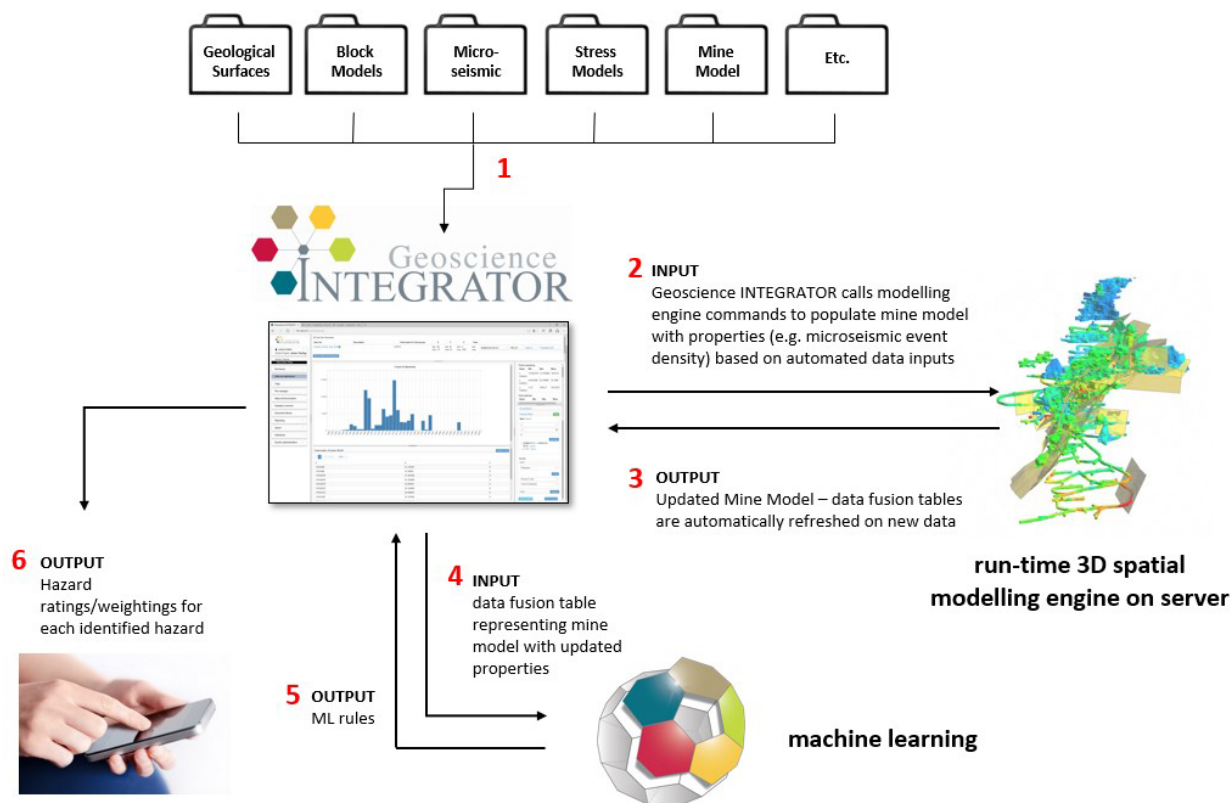 Geological
Surfaces
Block
Models
Micro-
seismic
Stress
Models
Mine
Model
Etc.
1
Geoscience
INTEGRATOR
2 INPUT
Geoscience INTEGRATOR calls modelling
engine commands to populate mine model
with properties (e.g. microseismic event
density) based on automated data inputs
3 OUTPUT
Updated Mine Model – data fusion tables
are automatically refreshed on new data
run-time 3D spatial
modelling engine on server
4 INPUT
data fusion table
representing mine
model with updated
properties
5 OUTPUT
ML rules
machine learning
6 OUTPUT
Hazard
ratings/weightings for
each identified hazard